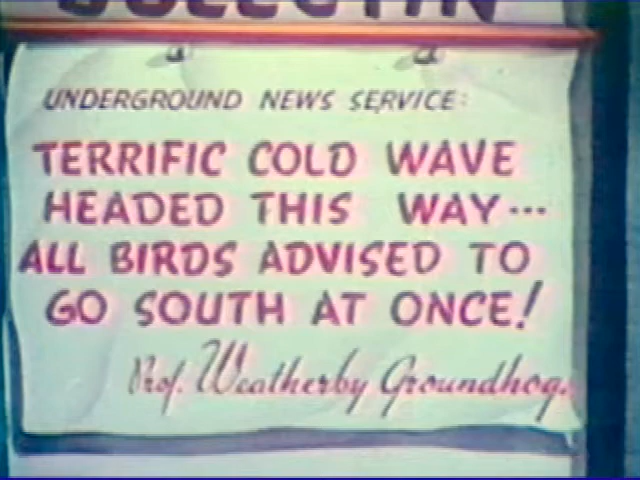 BULLETIN
UNDERGROUND NEWS SERVICE:
TERRIFIC COLD WAVE
HEADED THIS WAY...
ALL BIRDS ADVISED TO
GO SOUTH AT ONCE!
Prof. Weatherby Groundhog.